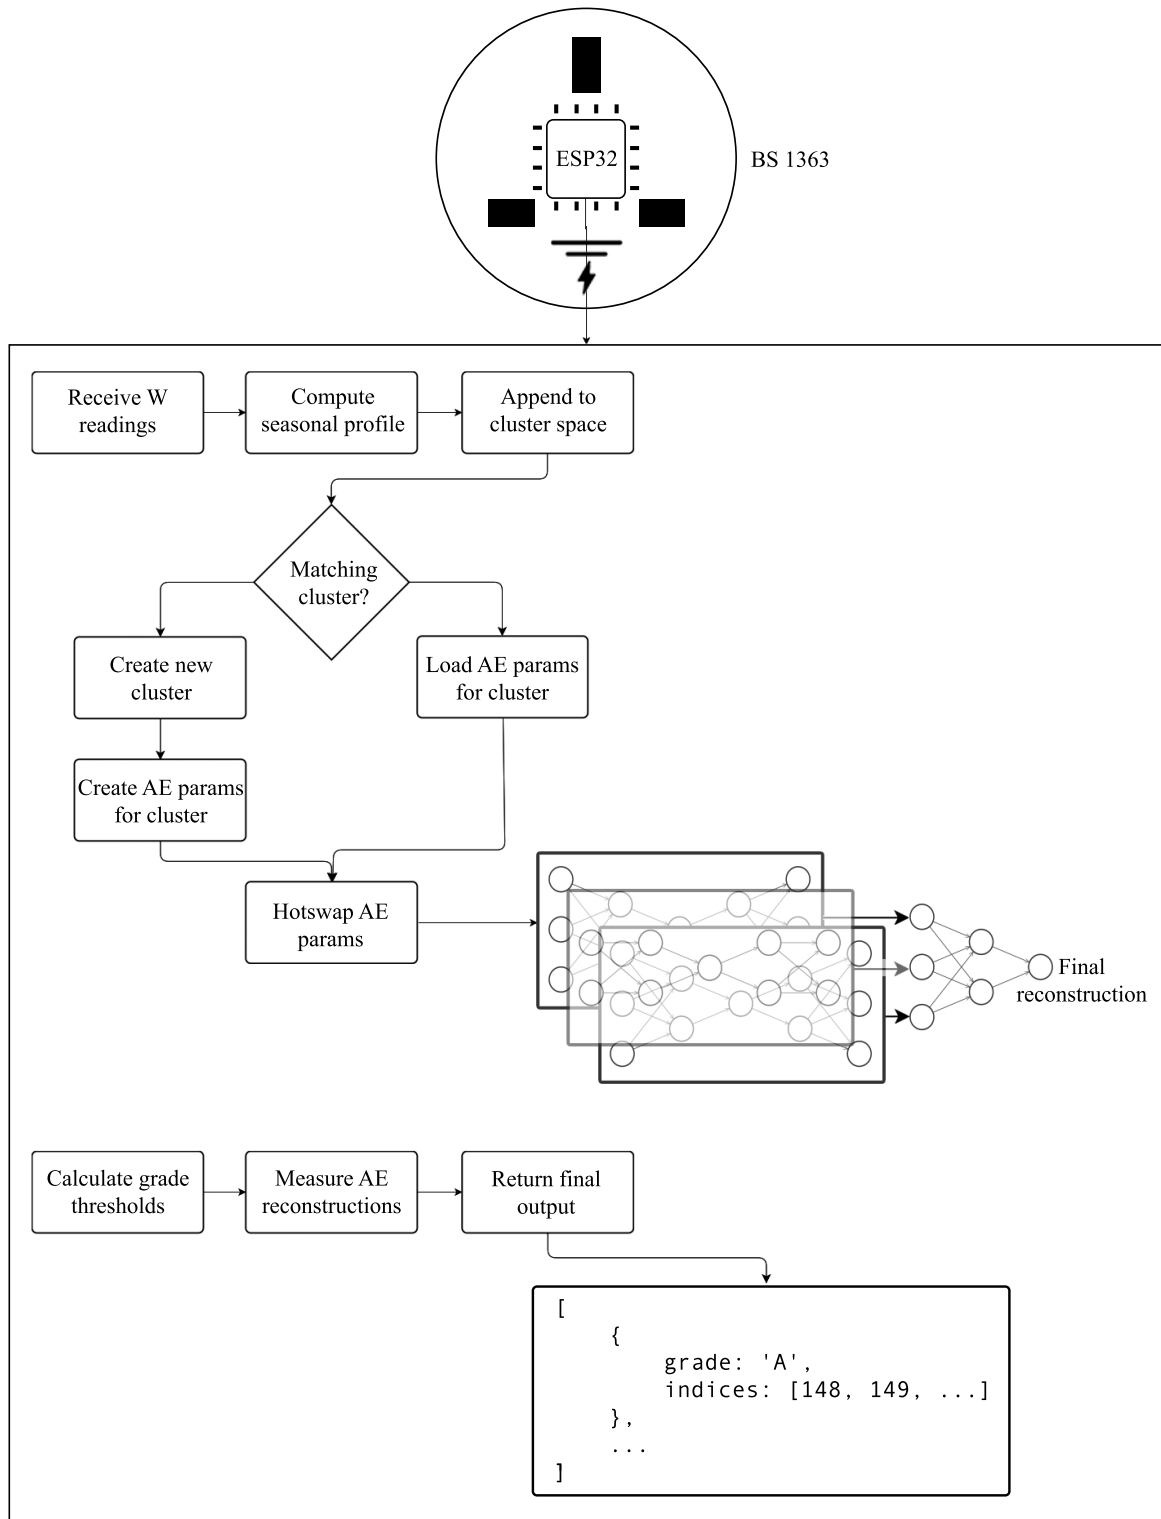 ESP32
BS 1363
Receive W
readings
Compute
seasonal profile
Append to
cluster space
Matching
cluster?
Create new
cluster
Load AE params
for cluster
Create AE params
for cluster
Hotswap AE
params
Final
reconstruction
Calculate grade
thresholds
Measure AE
reconstructions
Return final
output
[
{
grade: 'A',
indices: [148, 149, ...]
},
...
]